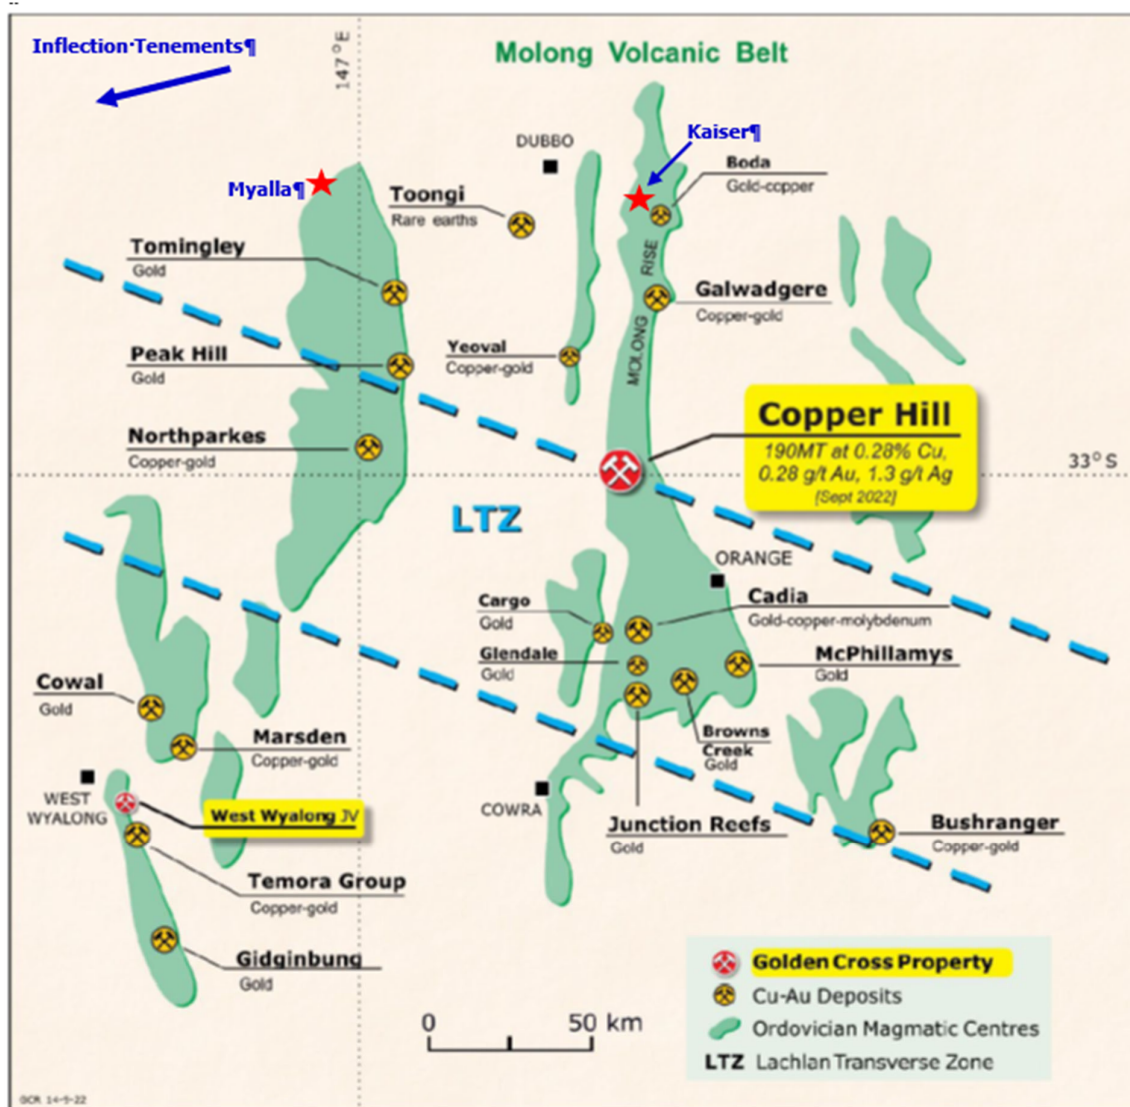 Inflection·Tenements¶
147°E
Molong Volcanic Belt
DUBBO
Kaiser¶
Boda
Gold-copper
Myalla¶
Toongi
Rare earths
Tomingley
Gold
RISE
MOLONG
Galwadgere
Copper-gold
Yeoval
Copper-gold
Peak Hill
Gold
Copper Hill
190MT at 0.28% Cu,
0.28 g/t Au, 1.3 g/t Ag
[Sept 2022]
Northparkes
Copper-gold
33°S
LTZ
ORANGE
Cargo
Gold
Cadia
Gold-copper-molybdenum
Glendale
Gold
McPhillamys
Gold
Cowal
Gold
Marsden
Copper-gold
Browns
Creek
Gold
WEST
WYALONG
West Wyalong JV
COWRA
Junction Reefs
Gold
Bushranger
Copper-gold
Temora Group
Copper-gold
Gidginbung
Gold
Golden Cross Property
Cu-Au Deposits
Ordovician Magmatic Centres
LTZ Lachlan Transverse Zone
0 50 km
GCR 14-9-22